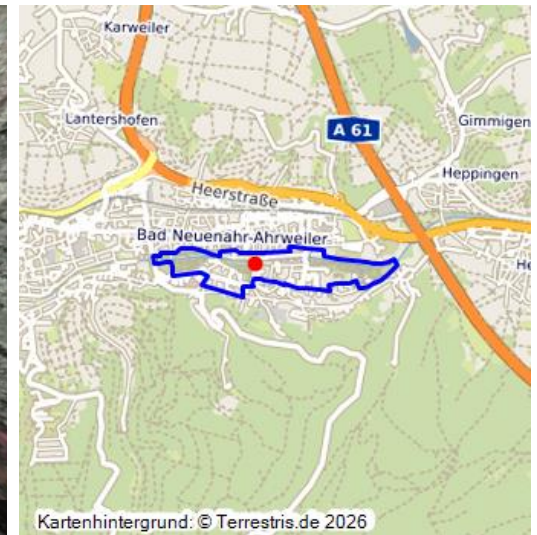 Karweiler
Lantershofen
A 61
Gimmigen
Heppingen
Heerstraße
Bad Neuenahr-Ahrweiler
He
Kartenhintergrund: © Terrestris.de 2026